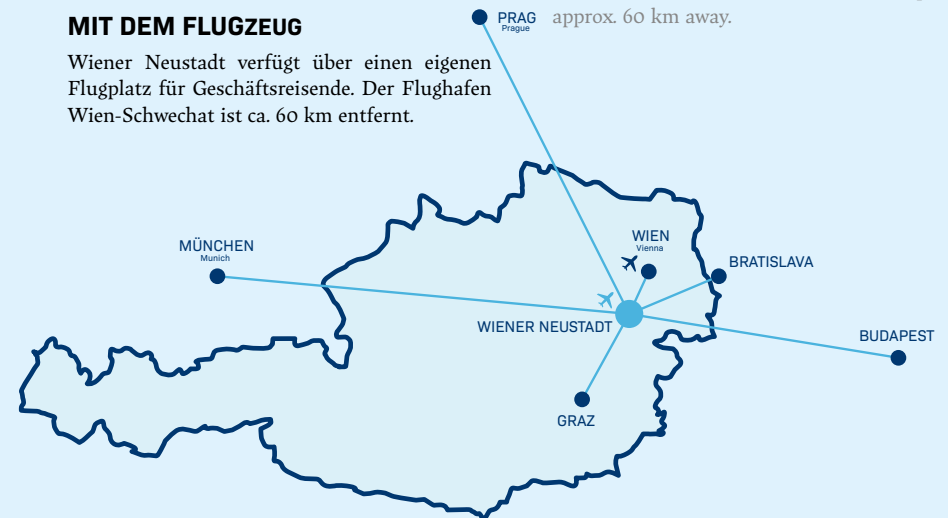 MIT DEM FLUGZEUG
Wiener Neustadt verfügt über einen eigenen
Flugplatz für Geschäftsreisende. Der Flughafen
Wien-Schwechat ist ca. 60 km entfernt.
approx. 60 km away.
PRAG
Prague
WIEN
Vienna
MÜNCHEN
Munich
BRATISLAVA
WIENER NEUSTADT
BUDAPEST
GRAZ